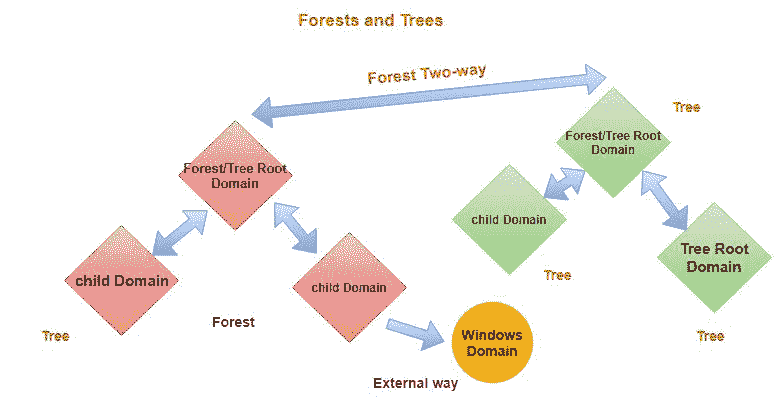 Forests and Trees
Forest Two-way
Tree
Forest/Tree Root
Domain
Forest/Tree Root
Domain
child Domain
Tree Root
Domain
child Domain
child Domain
Tree
Forest
Windows
Domain
Tree
Tree
External way